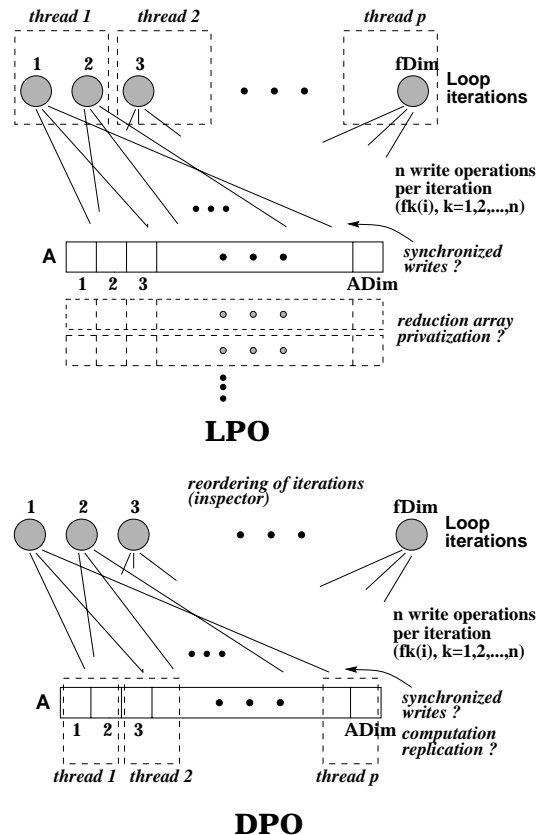 thread 1 thread 2 thread p
1 2 3 fDim
Loop
iterations
n write operations
per iteration
(fk(i), k=1,2,...,n)
A
synchronized
writes ?
1 2 3 ADim
reduction array
privatization ?
LPO
reordering of iterations
(inspector)
1 2 3 fDim
Loop
iterations
n write operations
per iteration
(fk(i), k=1,2,...,n)
A
synchronized
writes ?
1 2 3 ADim
computation
replication ?
thread 1 thread 2 thread p
DPO